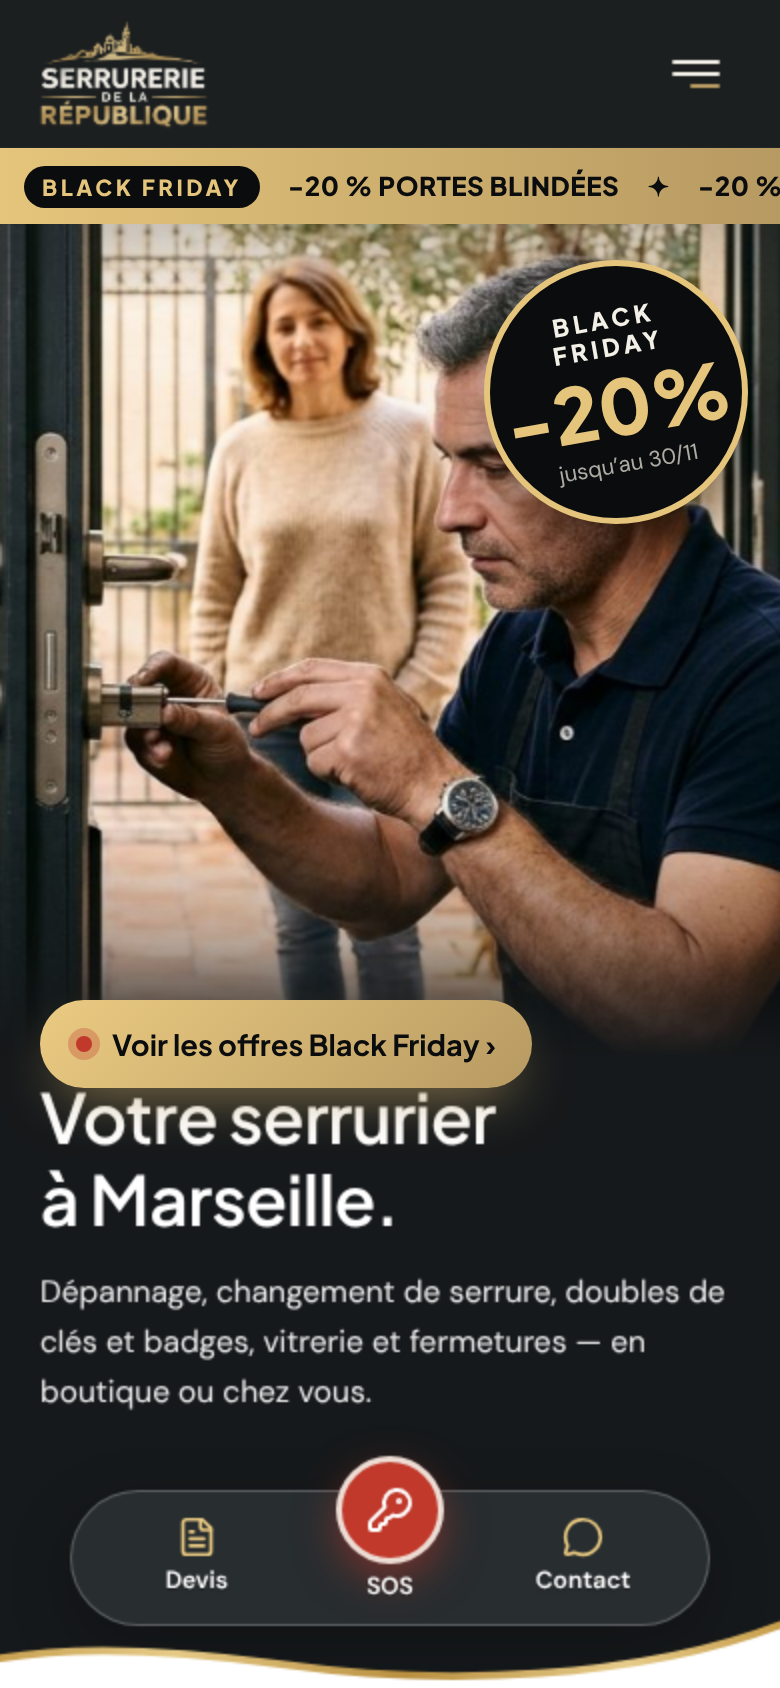 SERRURERIE
DE LA
RÉPUBLIQUE
BLACK FRIDAY −20 % PORTES BLINDÉES ✦ −20 %
BLACK
FRIDAY
−20%
jusqu'au 30/11
Voir les offres Black Friday ›
Votre serrurier
à Marseille.
Dépannage, changement de serrure, doubles de
clés et badges, vitrerie et fermetures — en
boutique ou chez vous.
Devis
SOS
Contact